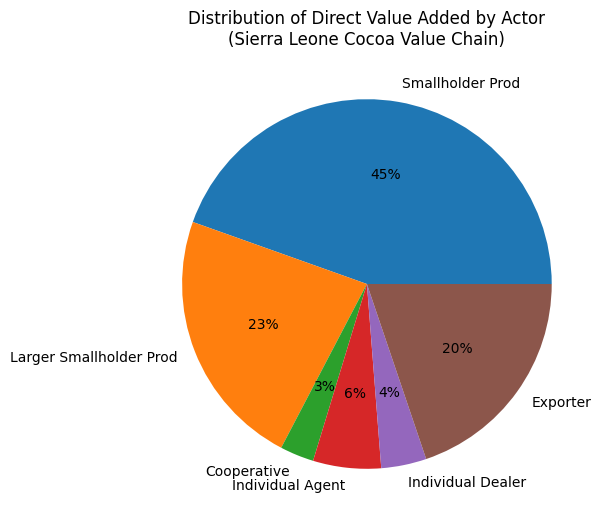 Distribution of Direct Value Added by Actor
(Sierra Leone Cocoa Value Chain)
Smallholder Prod
45%
23%
Larger Smallholder Prod
3%
6%
4%
20%
Exporter
Cooperative
Individual Agent
Individual Dealer